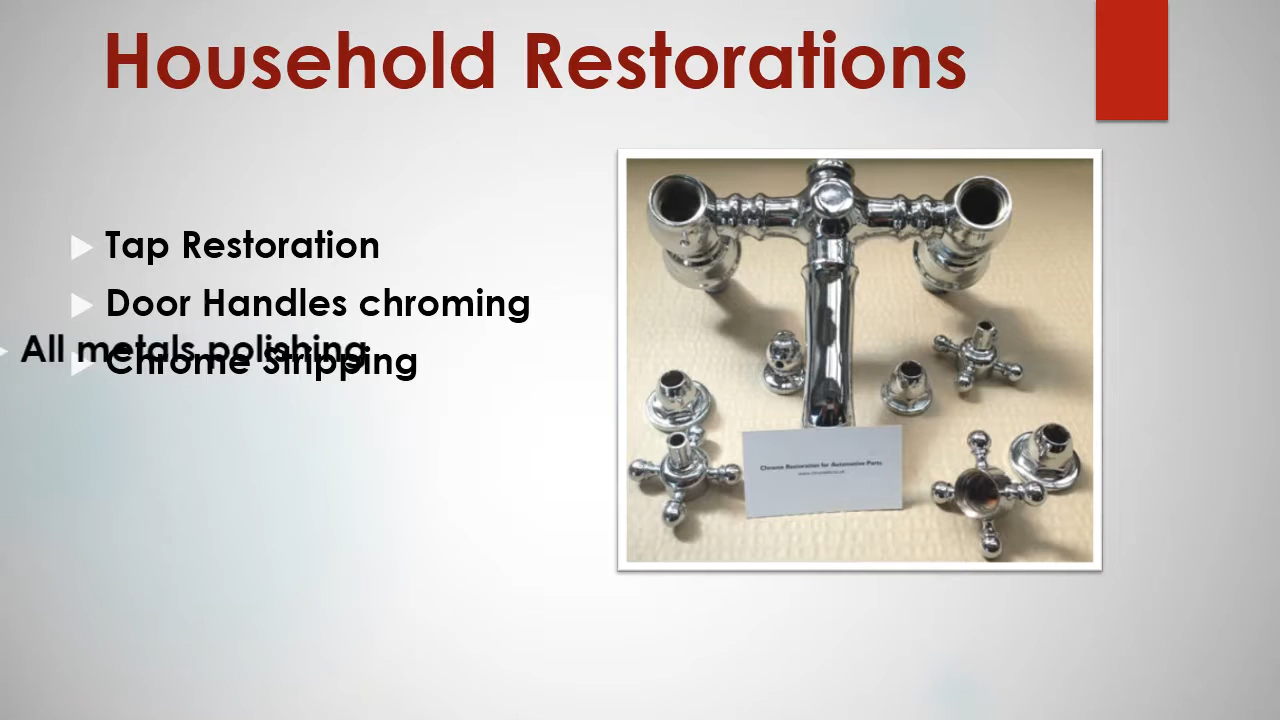 Household Restorations
Tap Restoration
Door Handles chroming
All metals polishing
Chrome Stripping
Chrome Restoration for Automotive Parts